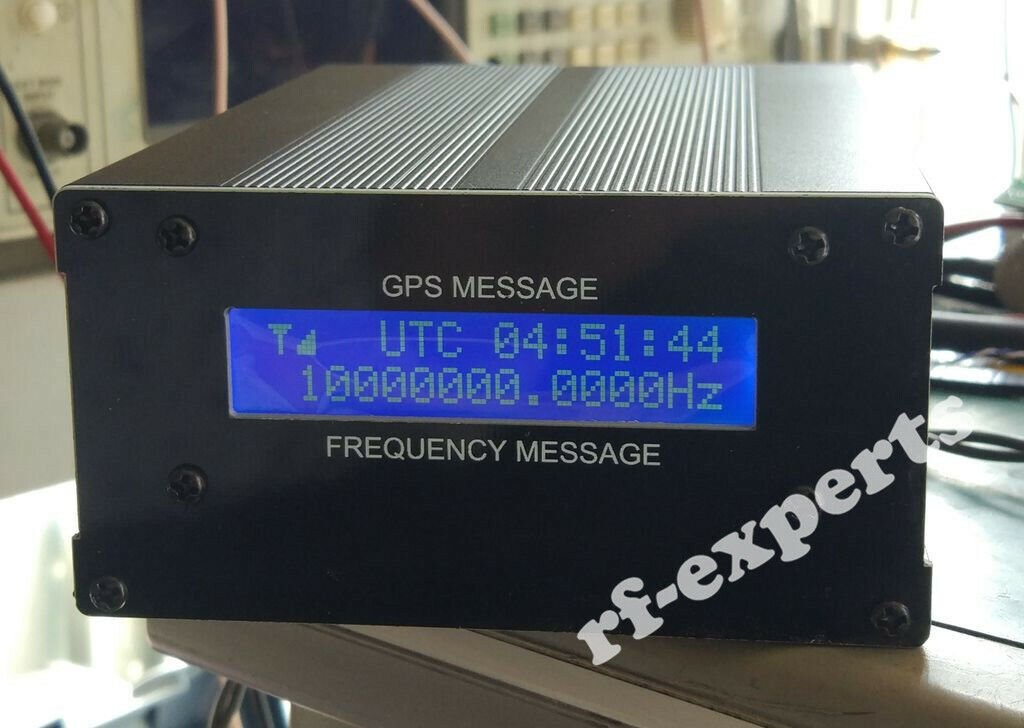 GPS MESSAGE
UTC 04:51:44
10000000.0000Hz
FREQUENCY MESSAGE
rf-experts